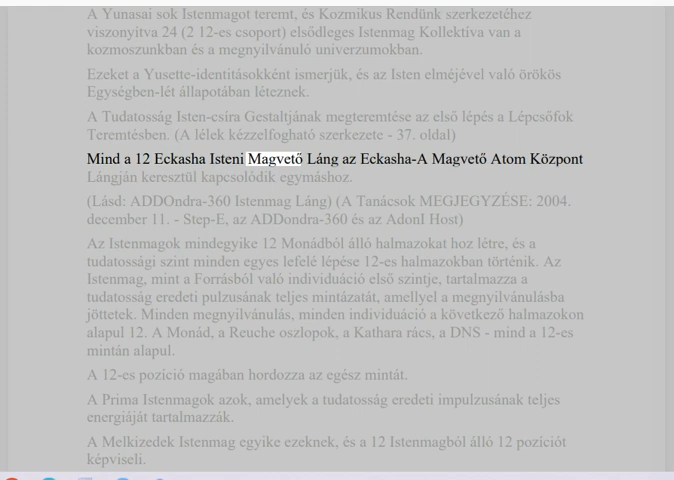 A Yunasai sok Istenmagot teremt, és Kozmikus Rendünk szerkezetéhez
viszonyítva 24 (2 12-es csoport) elsődleges Istenmag Kollektíva van a
kozmoszunkban és a megnyilvánuló univerzumokban.
Ezeket a Yusette-identitásokként ismerjük, és az Isten elméjével való örökös
Egységben-lét állapotában léteznek.
A Tudatosság Isten-csíra Gestaltjának megteremtése az első lépés a Lépcsőfok
Teremtésben. (A lélek kézzelfogható szerkezete - 37. oldal)
Mind a 12 Eckasha Isteni Magvető Láng az Eckasha-A Magvető Atom Központ
Lángján keresztül kapcsolódik egymáshoz.
(Lásd: ADDOndra-360 Istenmag Láng) (A Tanácsok MEGJEGYZÉSE: 2004.
december 11. - Step-E, az ADDondra-360 és az AdonI Host)
Az Istenmagok mindegyike 12 Monádból álló halmazokat hoz létre, és a
tudatossági szint minden egyes lefelé lépése 12-es halmazokban történik. Az
Istenmag, mint a Forrásból való individuáció első szintje, tartalmazza a
tudatosság eredeti pulzusának teljes mintázatát, amellyel a megnyilvánulásba
jöttetek. Minden megnyilvánulás, minden individuáció a következő halmazokon
alapul 12. A Monád, a Reuche oszlopok, a Kathara rács, a DNS - mind a 12-es
mintán alapul.
A 12-es pozíció magában hordozza az egész mintát.
A Prima Istenmagok azok, amelyek a tudatosság eredeti impulzusának teljes
energiáját tartalmazzák.
A Melkizedek Istenmag egyike ezeknek, és a 12 Istenmagból álló 12 pozíciót
képviseli.